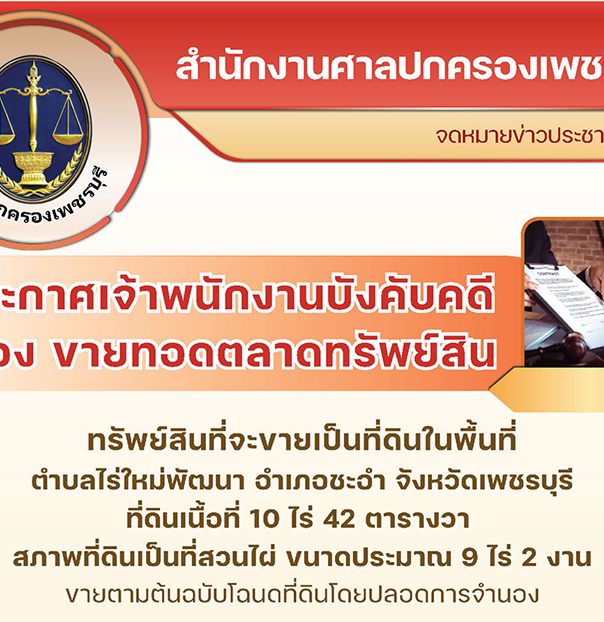 สำนักงานศาลปกครองเพช
จดหมายข่าวประชา
กครองเพชรบุรี
ะกาศเจ้าพนักงานบังคับคดี
อง ขายทอดตลาดทรัพย์สิน
CONTRACT
ทรัพย์สินที่จะขายเป็นที่ดินในพื้นที่
ตำบลไร่ใหม่พัฒนา อำเภอชะอำ จังหวัดเพชรบุรี
ที่ดินเนื้อที่ 10 ไร่ 42 ตารางวา
สภาพที่ดินเป็นที่สวนไผ่ ขนาดประมาณ 9 ไร่ 2 งาน
ขายตามต้นฉบับโฉนดที่ดินโดยปลอดการจำนอง